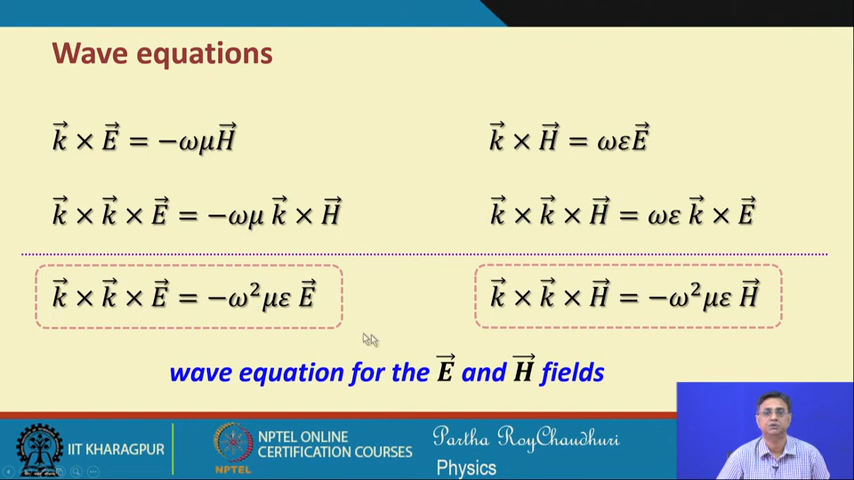 Wave equations
k⃗ × E⃗ = −ωμH⃗
k⃗ × H⃗ = ωεE⃗
k⃗ × k⃗ × E⃗ = −ωμ k⃗ × H⃗
k⃗ × k⃗ × H⃗ = ωε k⃗ × E⃗
k⃗ × k⃗ × E⃗ = −ω²με E⃗
k⃗ × k⃗ × H⃗ = −ω²με H⃗
wave equation for the E⃗ and H⃗ fields
IIT KHARAGPUR
NPTEL
NPTEL ONLINE
CERTIFICATION COURSES
Partha RoyChaudhuri
Physics